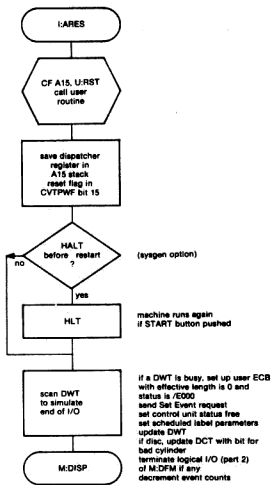 I:ARES
CF A15, U:RST
call user
routine
save dispatcher
register in
A15 stack
reset flag in
CVTPWF bit 15
HALT
before restart
?
(sysgen option)
no
yes
HLT
machine runs again
if START button pushed
scan DWT
to simulate
end of I/O
if a DWT is busy, set up user ECB
with effective length is 0 and
status is /E000
send Set Event request
set control unit status free
set scheduled label parameters
update DWT
if disc, update DCT with bit for
bad cylinder
terminate logical I/O (part 2)
of M:DFM if any
decrement event counts
M:DISP